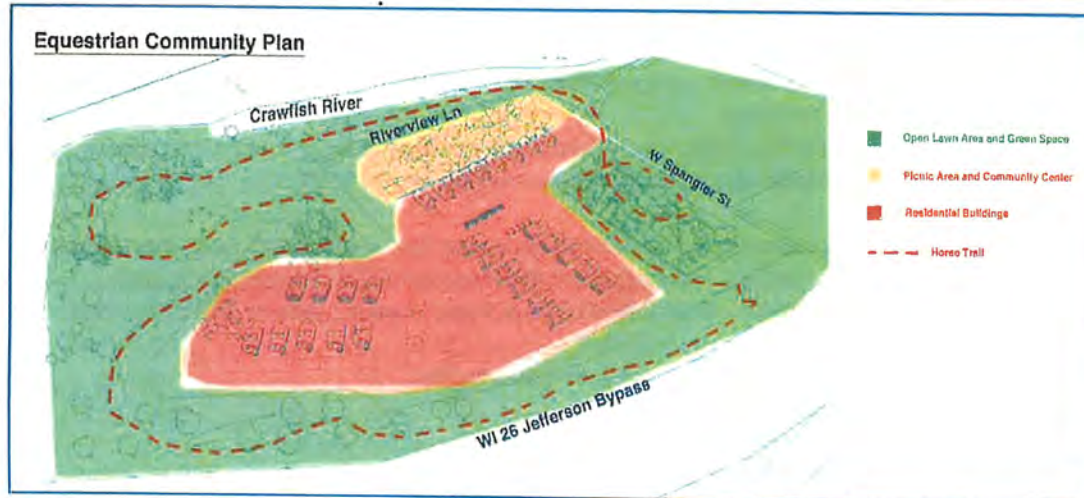 Equestrian Community Plan
Crawfish River
Riverview Ln
W Spangler St
WI 26 Jefferson Bypass
Open Lawn Area and Green Space
Picnic Area and Community Center
Residential Buildings
Horse Trail